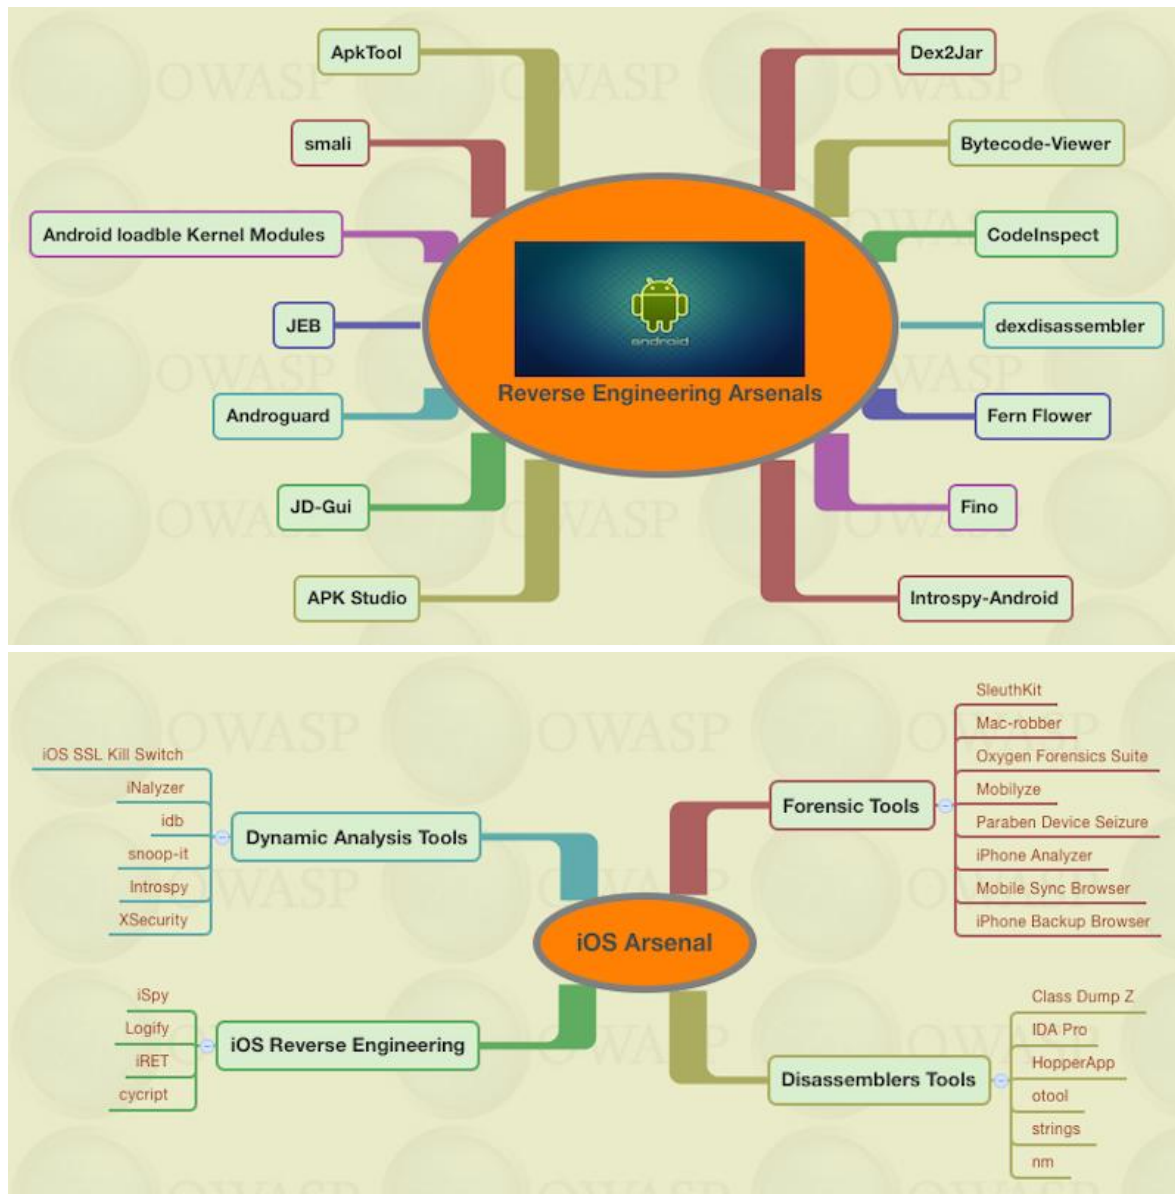 ApkTool
smali
Android loadble Kernel Modules
JEB
Androguard
JD-Gui
APK Studio
android
Reverse Engineering Arsenals
Dex2Jar
Bytecode-Viewer
CodeInspect
dexdisassembler
Fern Flower
Fino
Introspy-Android
OWASP
iOS SSL Kill Switch
iNalyzer
idb
snoop-it
Introspy
XSecurity
Dynamic Analysis Tools
iSpy
Logify
iRET
cycript
iOS Reverse Engineering
iOS Arsenal
Forensic Tools
SleuthKit
Mac-robber
Oxygen Forensics Suite
Mobilyze
Paraben Device Seizure
iPhone Analyzer
Mobile Sync Browser
iPhone Backup Browser
Disassemblers Tools
Class Dump Z
IDA Pro
HopperApp
otool
strings
nm
OWASP